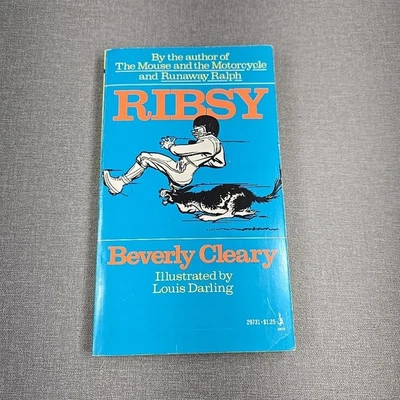 By the author of
The Mouse and the Motorcycle
and Runaway Ralph
RIBSY
Beverly Cleary
Illustrated by
Louis Darling
29731·$1.25